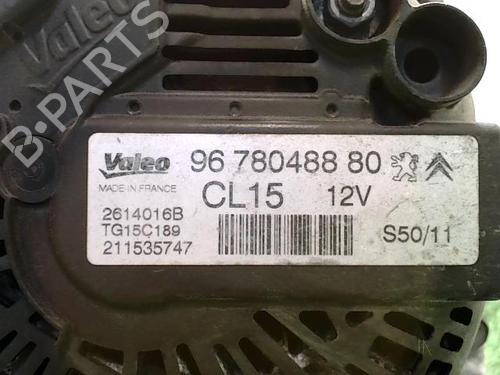 Valeo
B-PARTS
Valeo 96 780488 80
MADE IN FRANCE CL15 12V
2614016B
TG15C189 S50/11
211535747